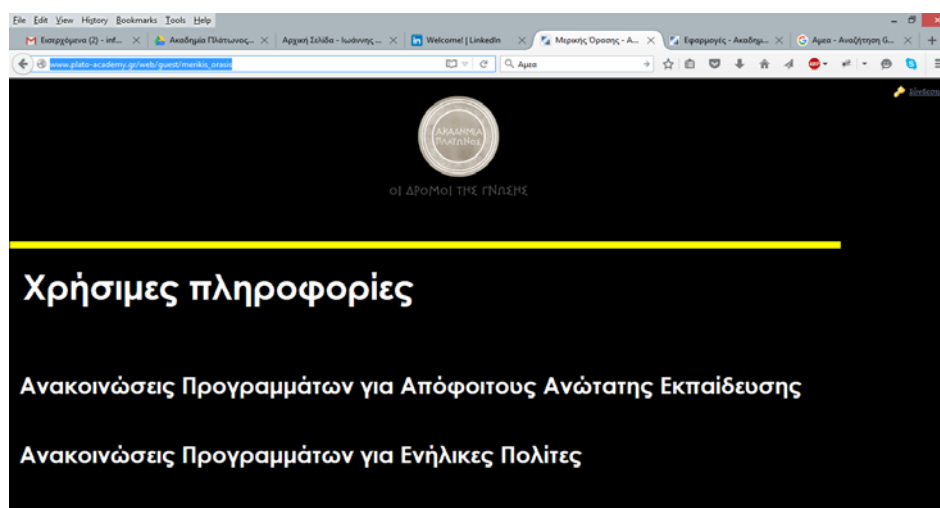 File Edit View History Bookmarks Tools Help
Εισερχόμενα (2) - inf... Ακαδημία Πλάτωνος... Αρχική Σελίδα - Ιωάννης ... Welcome! | LinkedIn Μερικής Όρασης - Α... Εφαρμογές - Ακαδημ... Αμεα - Αναζήτηση G...
www.plato-academy.gr/web/guest/merikis_orasis Αμεα
Σύνδεση
ΑΚΑΔΗΜΙΑ
ΠΛΑΤΩΝΟΣ
ΟΙ ΔΡΟΜΟΙ ΤΗΣ ΓΝΩΣΗΣ
Χρήσιμες πληροφορίες
Ανακοινώσεις Προγραμμάτων για Απόφοιτους Ανώτατης Εκπαίδευσης
Ανακοινώσεις Προγραμμάτων για Ενήλικες Πολίτες